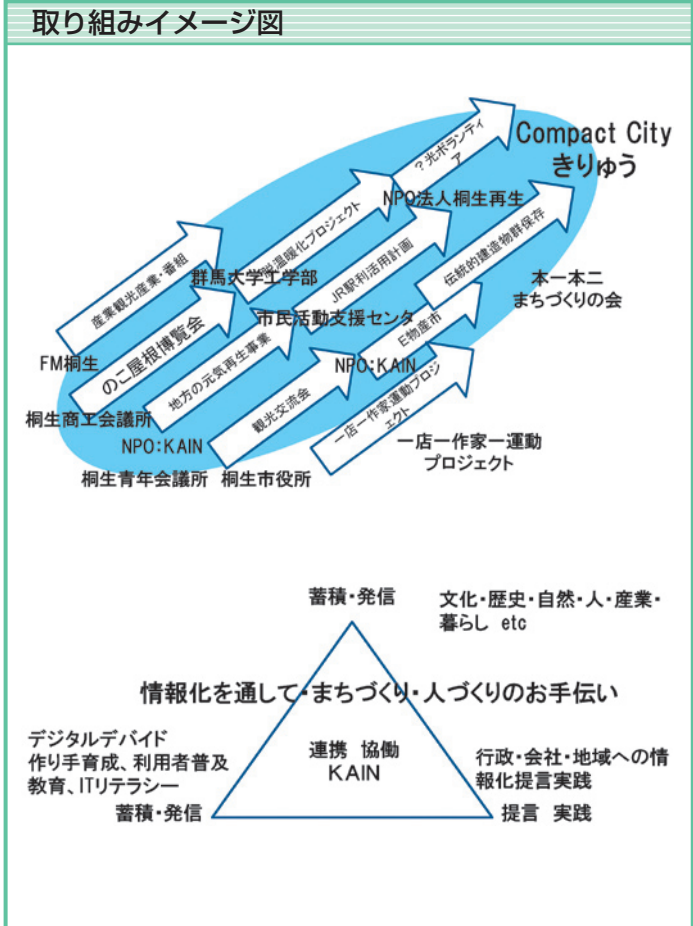 取り組みイメージ図
Compact City
きりゅう
?光ボランティ
ア
NPO法人桐生再生
脱温暖化プロジェクト
群馬大学工学部
伝統的建造物群保存
本一本二
まちづくりの会
JR駅利活用計画
市民活動支援センタ
産業観光産業・番組
FM桐生
のこ屋根博覧会
桐生商工会議所
地方の元気再生事業
NPO:KAIN
E物産市
NPO:KAIN
観光交流会
桐生青年会議所 桐生市役所
一店一作家運動プロジ
ェクト
一店一作家一運動
プロジェクト
蓄積・発信
文化・歴史・自然・人・産業・
暮らし etc
情報化を通して・まちづくり・人づくりのお手伝い
デジタルデバイド
作り手育成、利用者普及
教育、ITリテラシー
蓄積・発信
連携 協働
KAIN
行政・会社・地域への情
報化提言実践
提言 実践